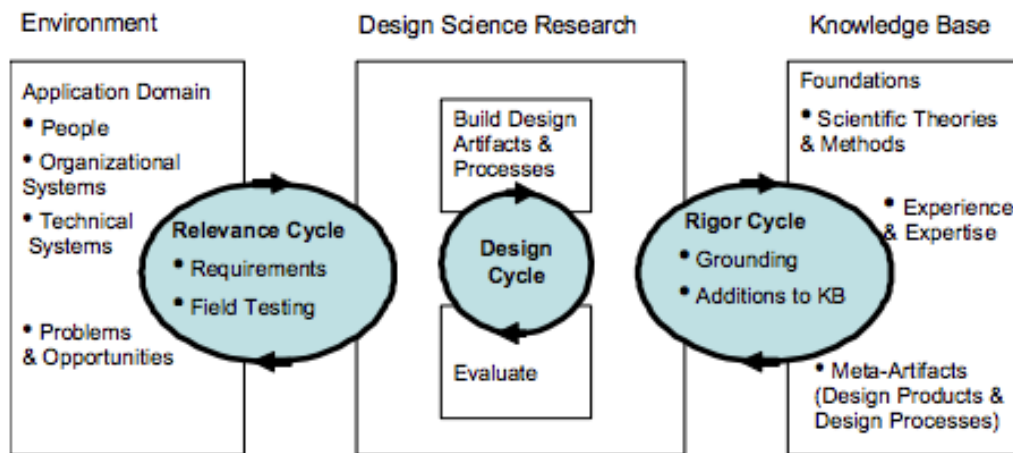 Environment
Application Domain
• People
• Organizational
Systems
• Technical
Systems
• Problems
& Opportunities
Relevance Cycle
• Requirements
• Field Testing
Design Science Research
Build Design
Artifacts &
Processes
Design
Cycle
Evaluate
Rigor Cycle
• Grounding
• Additions to KB
Knowledge Base
Foundations
• Scientific Theories
& Methods
• Experience
& Expertise
• Meta-Artifacts
(Design Products &
Design Processes)